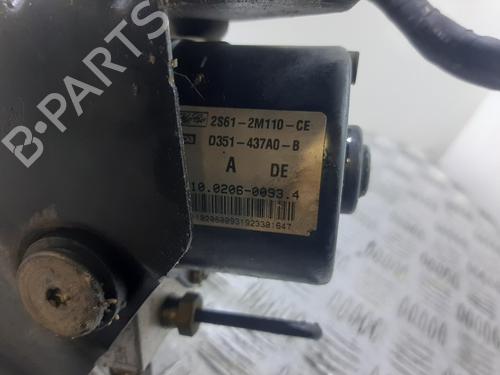 2S61-2M110-CE
D351-437A0-B
A DE
10.0206-0093.4
B-PARTS